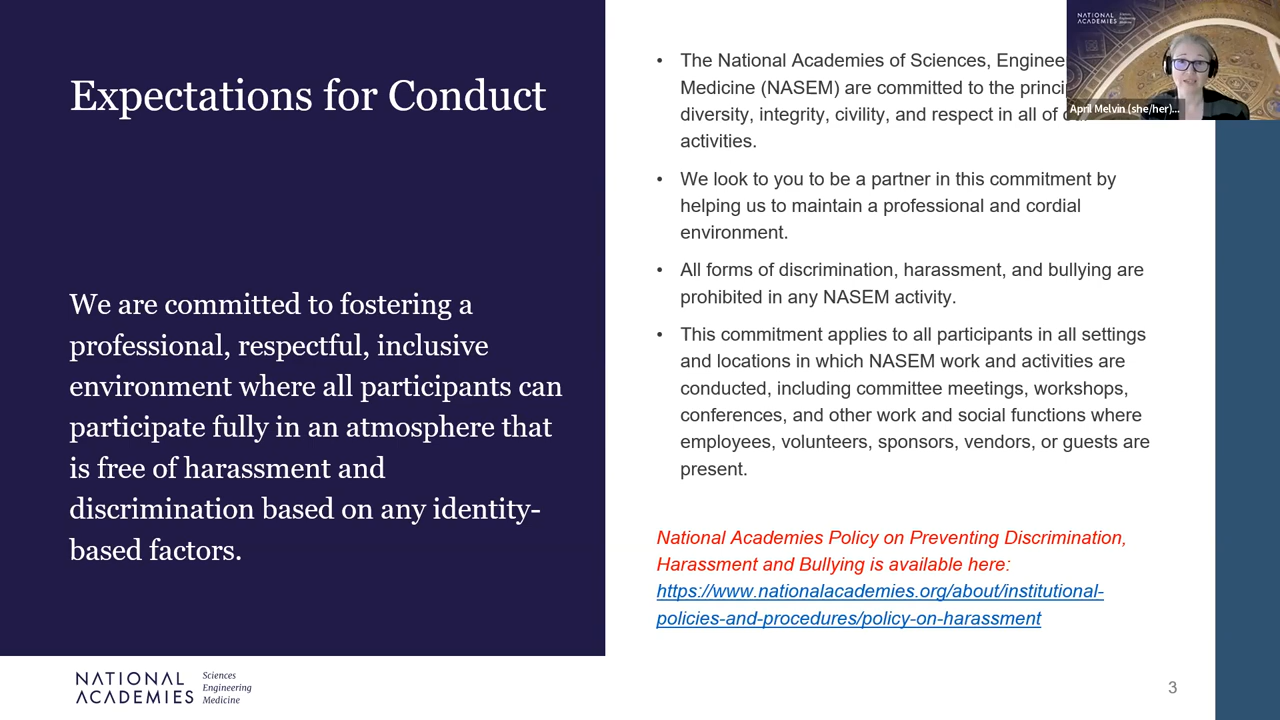 Expectations for Conduct
We are committed to fostering a
professional, respectful, inclusive
environment where all participants can
participate fully in an atmosphere that
is free of harassment and
discrimination based on any identity-
based factors.
• The National Academies of Sciences, Enginee
Medicine (NASEM) are committed to the princi
diversity, integrity, civility, and respect in all of
activities.
• We look to you to be a partner in this commitment by
helping us to maintain a professional and cordial
environment.
• All forms of discrimination, harassment, and bullying are
prohibited in any NASEM activity.
• This commitment applies to all participants in all settings
and locations in which NASEM work and activities are
conducted, including committee meetings, workshops,
conferences, and other work and social functions where
employees, volunteers, sponsors, vendors, or guests are
present.
National Academies Policy on Preventing Discrimination,
Harassment and Bullying is available here:
https://www.nationalacademies.org/about/institutional-
policies-and-procedures/policy-on-harassment
NATIONAL
ACADEMIES
Sciences
Engineering
Medicine
3
NATIONAL
ACADEMIES
Sciences
Engineering
Medicine
April Melvin (she/her)...